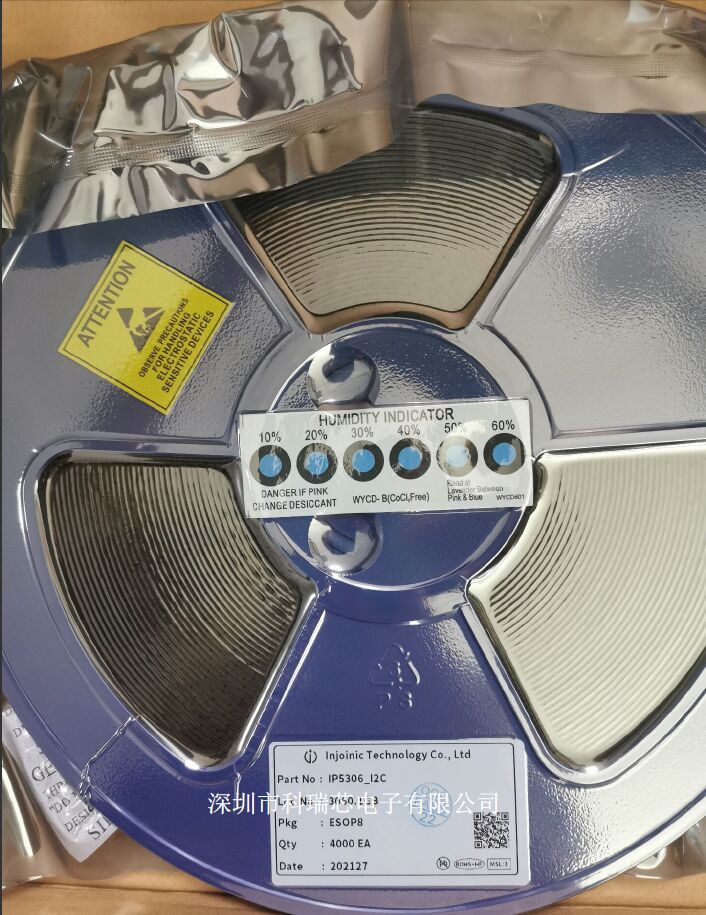 ATTENTION
OBSERVE PRECAUTIONS
FOR HANDLING
ELECTROSTATIC
SENSITIVE DEVICES
HUMIDITY INDICATOR
10% 20% 30% 40% 50% 60%
DANGER IF PINK
CHANGE DESICCANT
WYCD- B(CoCl₂Free)
Read at
Lavender Between
Pink & Blue
WYCD601
PS
Injoinic Technology Co., Ltd
Part No : IP5306_I2C
深圳市科瑞芯电子有限公司
Pkg : ESOP8
Qty : 4000 EA
Date : 202127
ROHS+HF
MSL:3